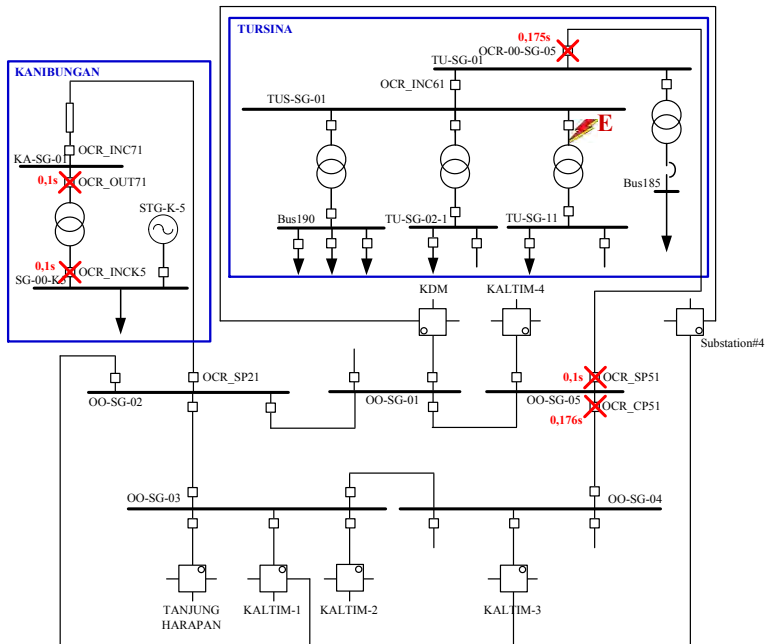 TURSINA
0,175s
OCR-00-SG-05
TU-SG-01
OCR_INC61
TUS-SG-01
E
KANIBUNGAN
OCR_INC71
KA-SG-01
0,1s
OCR_OUT71
STG-K-5
0,1s
OCR_INCK5
SG-00-K5
Bus185
Bus190
TU-SG-02-1
TU-SG-11
KDM
KALTIM-4
Substation#4
OCR_SP21
OO-SG-02
OO-SG-01
0,1s
OCR_SP51
OO-SG-05
OCR_CP51
0,176s
OO-SG-03
OO-SG-04
TANJUNG
HARAPAN
KALTIM-1
KALTIM-2
KALTIM-3